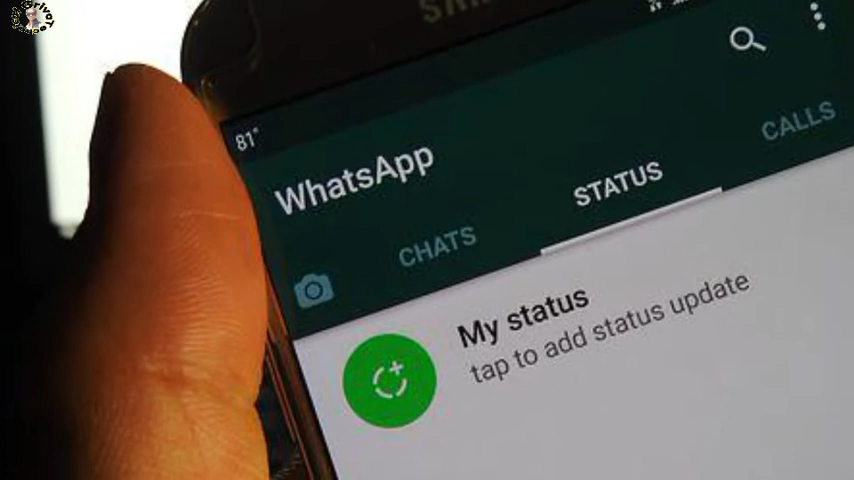 81°
WhatsApp
CHATS
STATUS
CALLS
My status
tap to add status update